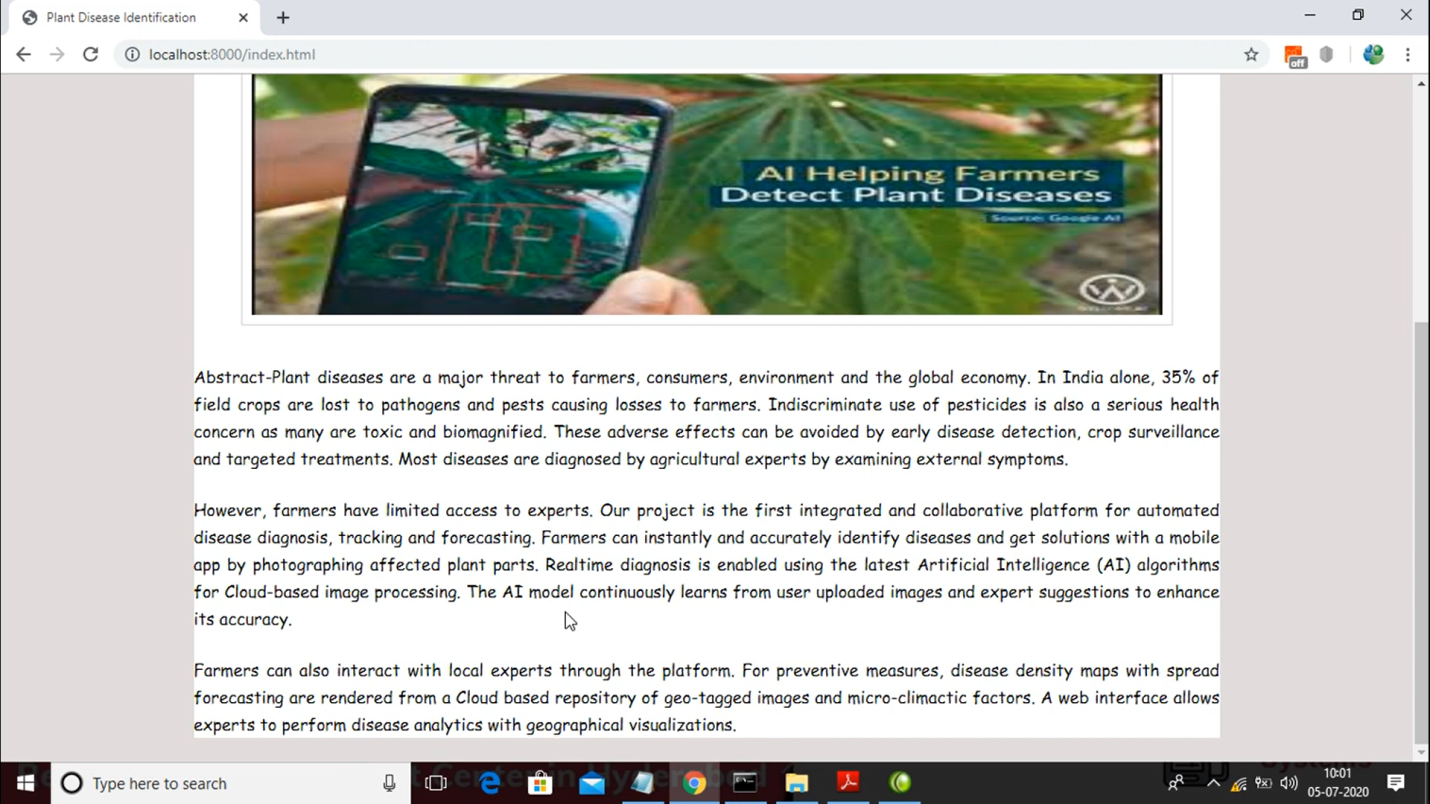 Plant Disease Identification
localhost:8000/index.html
off
AI Helping Farmers
Detect Plant Diseases
Source: Google AI
Abstract-Plant diseases are a major threat to farmers, consumers, environment and the global economy. In India alone, 35% of
field crops are lost to pathogens and pests causing losses to farmers. Indiscriminate use of pesticides is also a serious health
concern as many are toxic and biomagnified. These adverse effects can be avoided by early disease detection, crop surveillance
and targeted treatments. Most diseases are diagnosed by agricultural experts by examining external symptoms.
However, farmers have limited access to experts. Our project is the first integrated and collaborative platform for automated
disease diagnosis, tracking and forecasting. Farmers can instantly and accurately identify diseases and get solutions with a mobile
app by photographing affected plant parts. Realtime diagnosis is enabled using the latest Artificial Intelligence (AI) algorithms
for Cloud-based image processing. The AI model continuously learns from user uploaded images and expert suggestions to enhance
its accuracy.
Farmers can also interact with local experts through the platform. For preventive measures, disease density maps with spread
forecasting are rendered from a Cloud based repository of geo-tagged images and micro-climactic factors. A web interface allows
experts to perform disease analytics with geographical visualizations.
Type here to search
10:01
05-07-2020